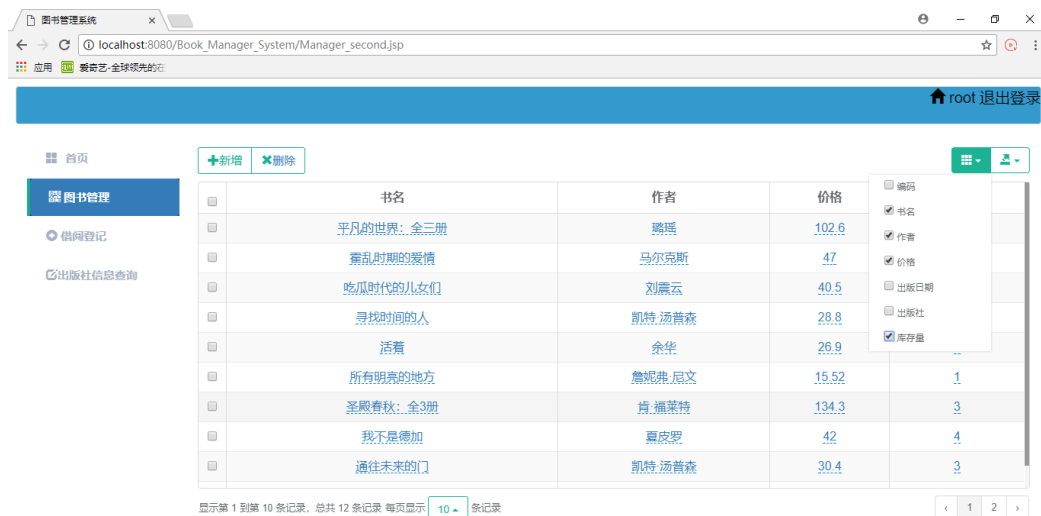 图书管理系统
localhost:8080/Book_Manager_System/Manager_second.jsp
应用 爱奇艺-全球领先的在
root 退出登录
首页
图书管理
借阅登记
出版社信息查询
新增 删除
书名 作者 价格
平凡的世界：全三册 璐瑶 102.6
霍乱时期的爱情 马尔克斯 47
吃瓜时代的儿女们 刘震云 40.5
寻找时间的人 凯特·汤普森 28.8
活着 余华 26.9
所有明亮的地方 詹妮弗·尼文 15.52 1
圣殿春秋：全3册 肯·福莱特 134.3 3
我不是德加 夏皮罗 42 4
通往未来的门 凯特·汤普森 30.4 3
编码
书名
作者
价格
出版日期
出版社
库存量
显示第 1 到第 10 条记录，总共 12 条记录 每页显示 10 条记录
‹ 1 2 ›